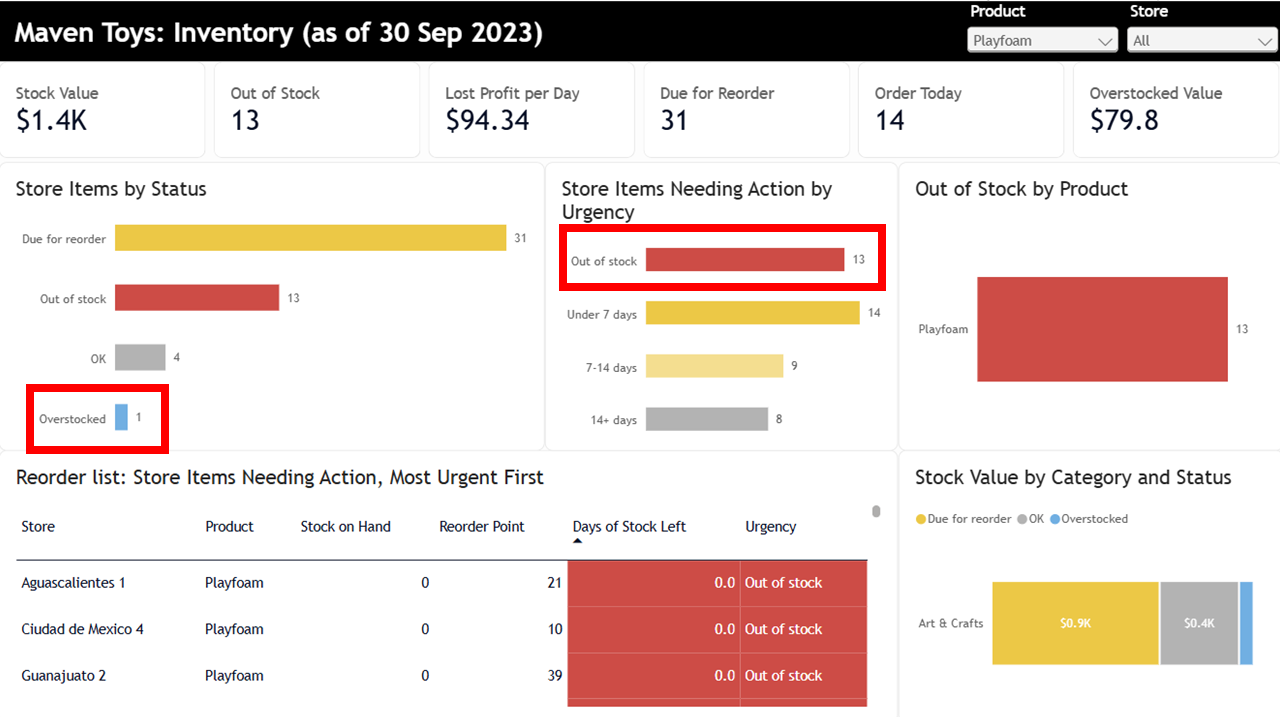 Maven Toys: Inventory (as of 30 Sep 2023)
Product
Playfoam
Store
All
Stock Value
$1.4K
Out of Stock
13
Lost Profit per Day
$94.34
Due for Reorder
31
Order Today
14
Overstocked Value
$79.8
Store Items by Status
Due for reorder 31
Out of stock 13
OK 4
Overstocked 1
Store Items Needing Action by
Urgency
Out of stock 13
Under 7 days 14
7-14 days 9
14+ days 8
Out of Stock by Product
Playfoam 13
Reorder list: Store Items Needing Action, Most Urgent First
Store Product Stock on Hand Reorder Point Days of Stock Left Urgency
Aguascalientes 1 Playfoam 0 21 0.0 Out of stock
Ciudad de Mexico 4 Playfoam 0 10 0.0 Out of stock
Guanajuato 2 Playfoam 0 39 0.0 Out of stock
Stock Value by Category and Status
Due for reorder OK Overstocked
Art & Crafts $0.9K $0.4K